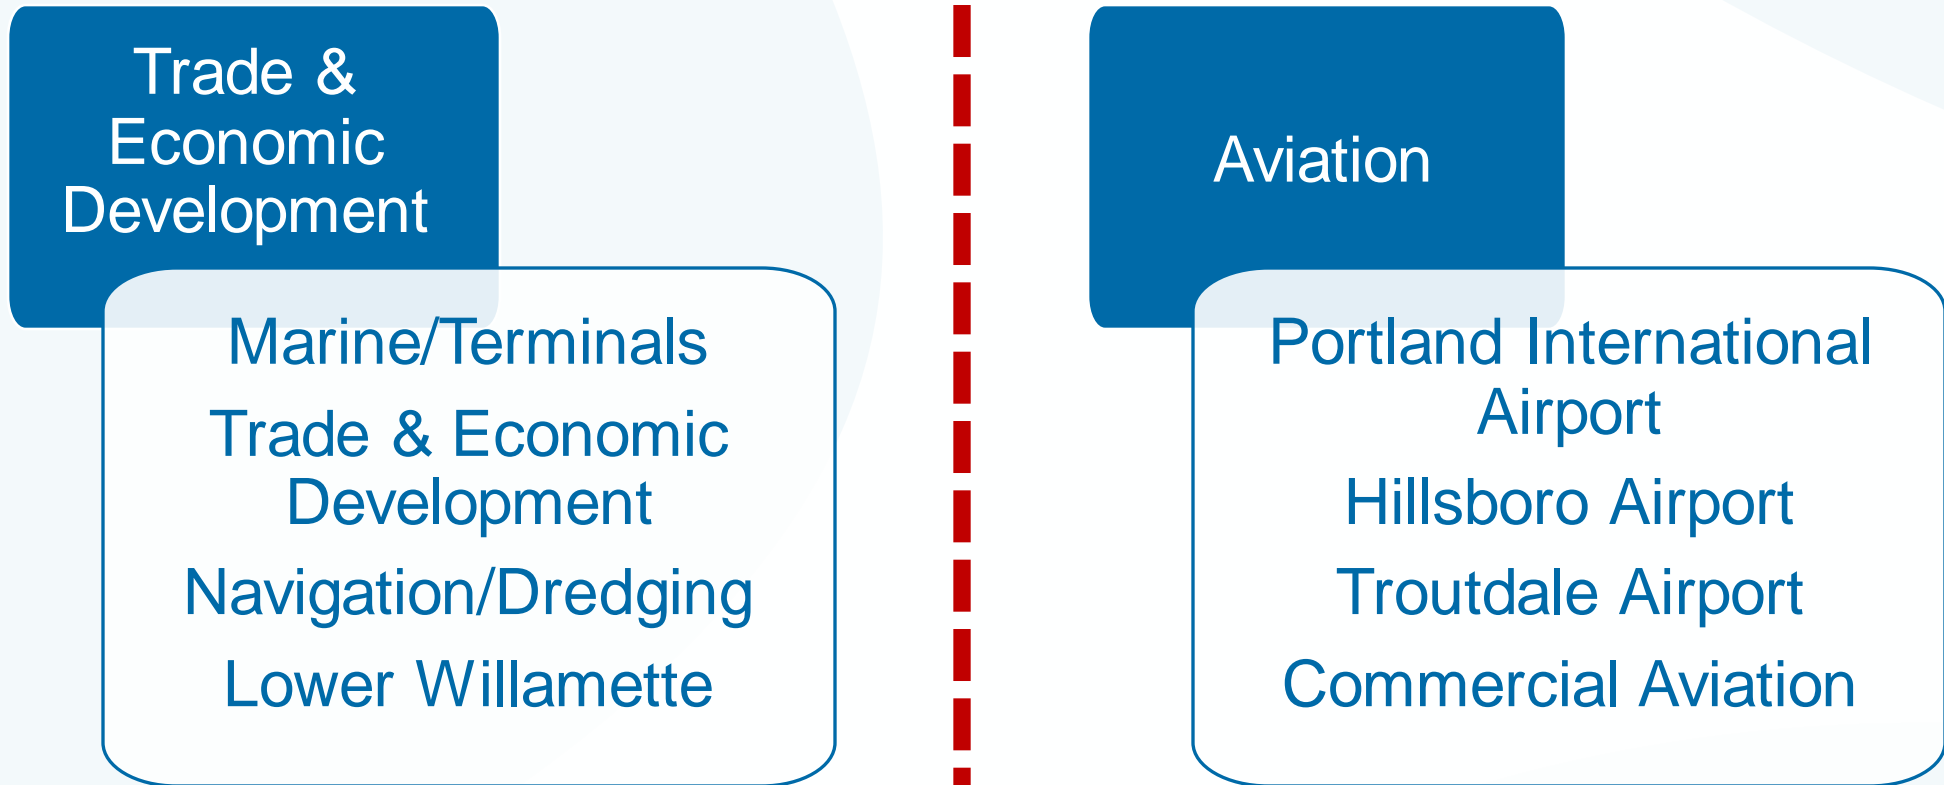 Trade &
Economic
Development
Marine/Terminals
Trade & Economic
Development
Navigation/Dredging
Lower Willamette
Aviation
Portland International
Airport
Hillsboro Airport
Troutdale Airport
Commercial Aviation